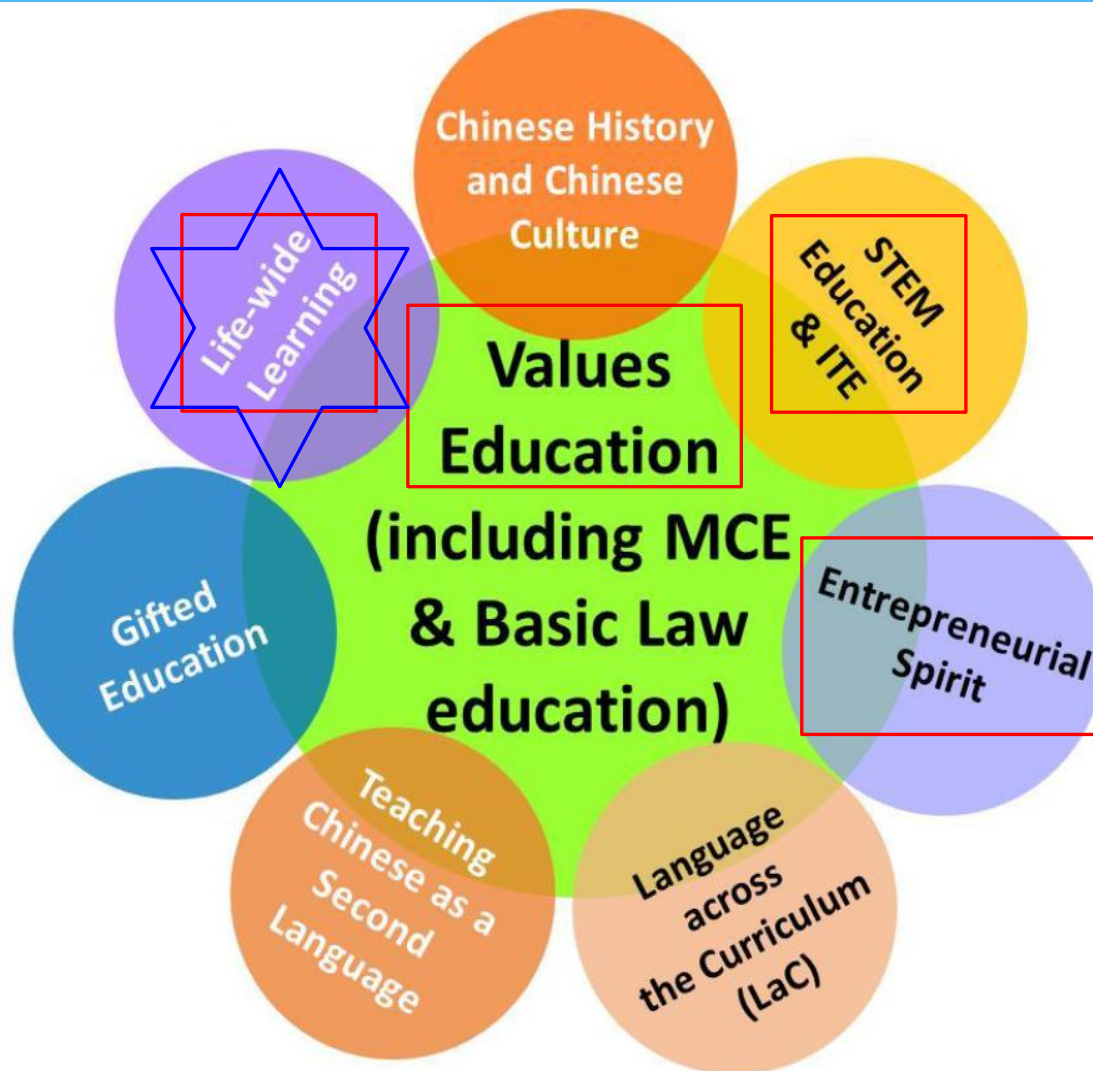 Chinese History
and Chinese
Culture
Life-wide
Learning
STEM
Education
& ITE
Values
Education
(including MCE
& Basic Law
education)
Gifted
Education
Entrepreneurial
Spirit
Teaching
Chinese as a
Second
Language
Language
across
the Curriculum
(LaC)